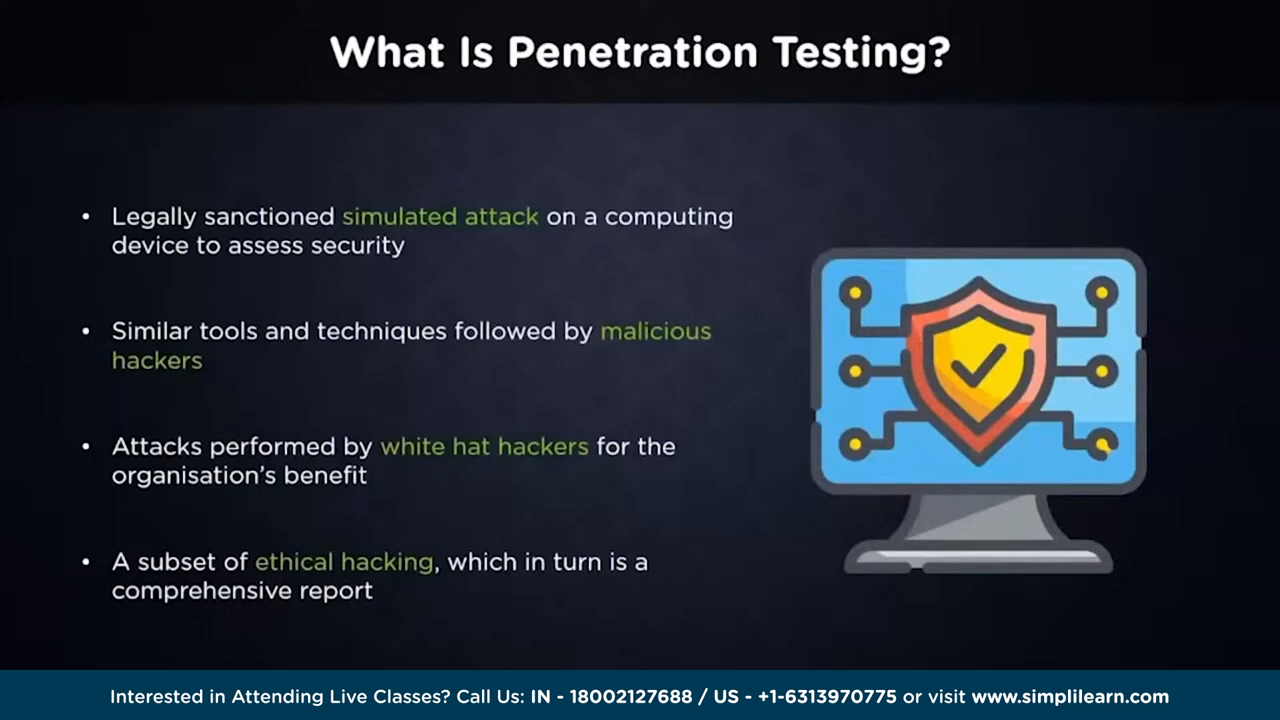 What Is Penetration Testing?
• Legally sanctioned simulated attack on a computing
device to assess security
• Similar tools and techniques followed by malicious
hackers
• Attacks performed by white hat hackers for the
organisation's benefit
• A subset of ethical hacking, which in turn is a
comprehensive report
Interested in Attending Live Classes? Call Us: IN - 18002127688 / US - +1-6313970775 or visit www.simplilearn.com